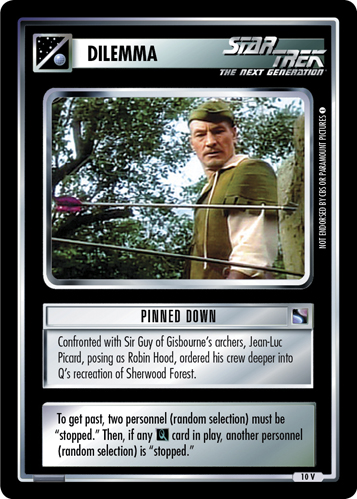 DILEMMA
STAR TREK
THE NEXT GENERATION
NOT ENDORSED BY CBS OR PARAMOUNT PICTURES
PINNED DOWN
Confronted with Sir Guy of Gisbourne's archers, Jean-Luc
Picard, posing as Robin Hood, ordered his crew deeper into
Q's recreation of Sherwood Forest.
To get past, two personnel (random selection) must be
"stopped." Then, if any Q card in play, another personnel
(random selection) is "stopped."
10 V